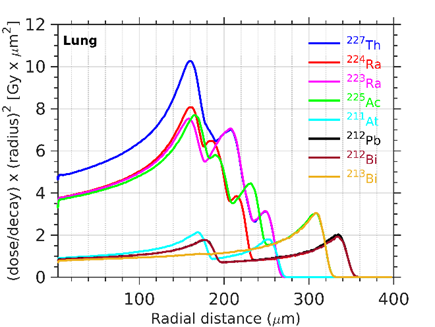 Lung
12
10
8
6
4
2
0
100
200
300
400
(dose/decay) x (radius)² [Gy x μm²]
Radial distance (μm)
²²⁷Th
²²⁴Ra
²²³Ra
²²⁵Ac
²¹¹At
²¹²Pb
²¹²Bi
²¹³Bi